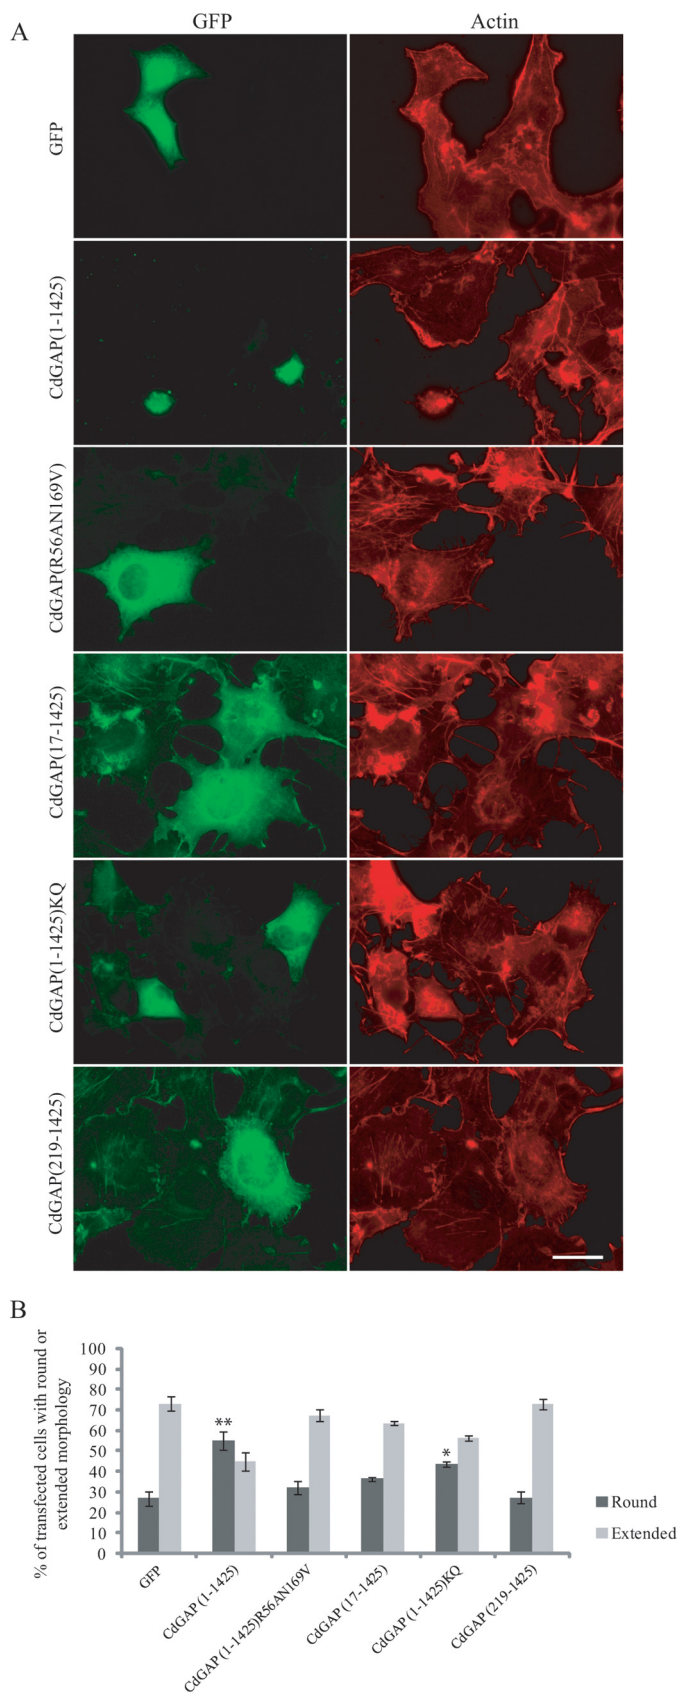 A
GFP
Actin
GFP
CdGAP(1-1425)
CdGAP(R56AN169V)
CdGAP(17-1425)
CdGAP(1-1425)KQ
CdGAP(219-1425)
B
% of transfected cells with round or
extended morphology
100
90
80
70
60
50
40
30
20
10
0
**
*
Round
Extended
GFP
CdGAP (1-1425)
CdGAP (1-1425)R56AN169V
CdGAP (17-1425)
CdGAP (1-1425)KQ
CdGAP (219-1425)